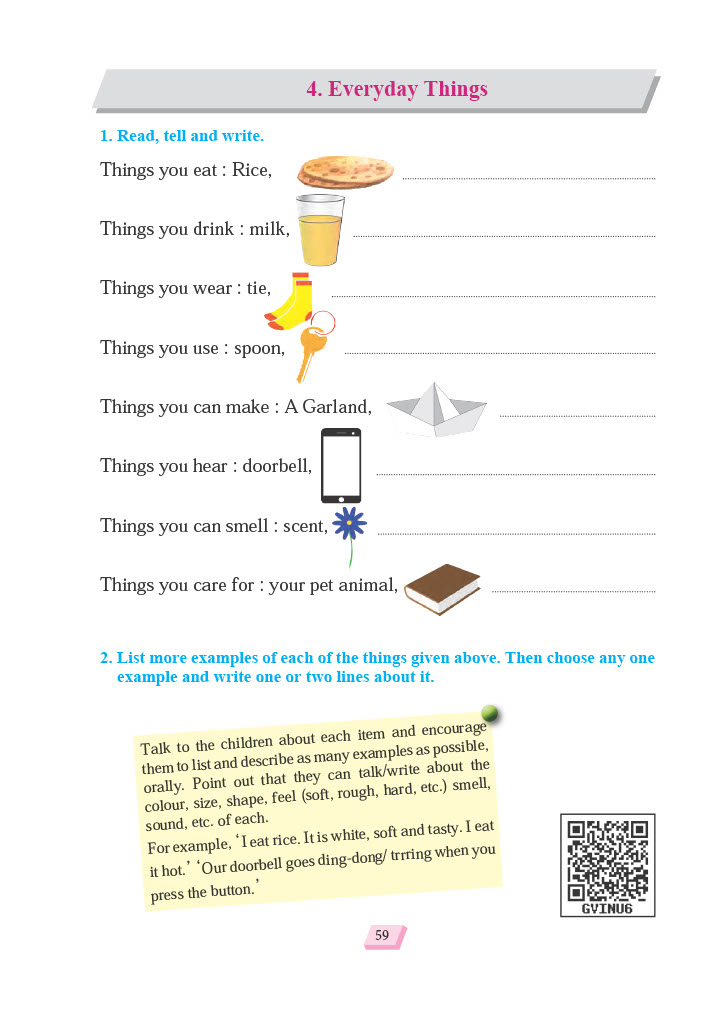 4. Everyday Things
1. Read, tell and write.
Things you eat : Rice,
Things you drink : milk,
Things you wear : tie,
Things you use : spoon,
Things you can make : A Garland,
Things you hear : doorbell,
Things you can smell : scent,
Things you care for : your pet animal,
2. List more examples of each of the things given above. Then choose any one
example and write one or two lines about it.
Talk to the children about each item and encourage
them to list and describe as many examples as possible,
orally. Point out that they can talk/write about the
colour, size, shape, feel (soft, rough, hard, etc.) smell,
sound, etc. of each.
For example, ‘I eat rice. It is white, soft and tasty. I eat
it hot.’ ‘Our doorbell goes ding-dong/ trrring when you
press the button.’
GVINU6
59